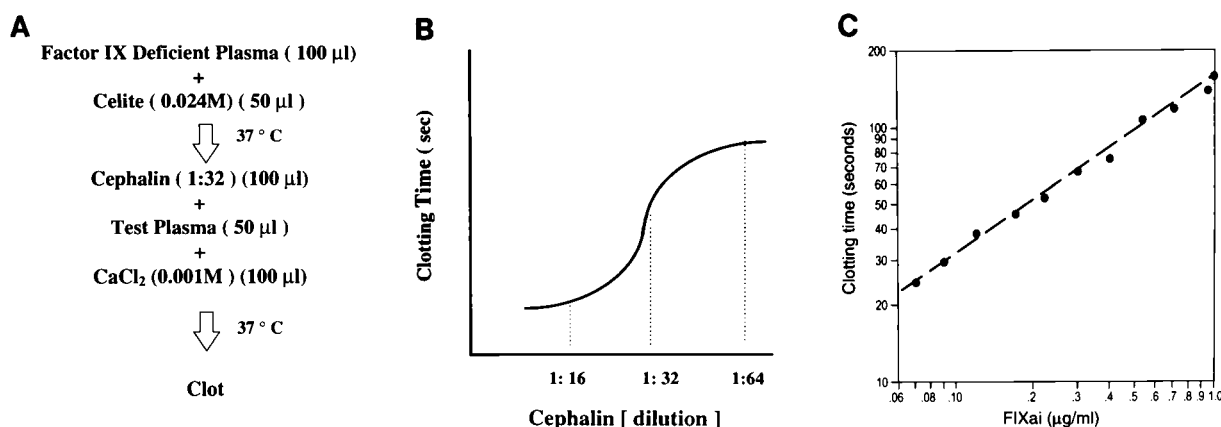 A
Factor IX Deficient Plasma ( 100 µl)
+
Celite ( 0.024M) ( 50 µl )
37 ° C
Cephalin ( 1:32 ) (100 µl)
+
Test Plasma ( 50 µl )
+
CaCl₂ (0.001M ) (100 µl)
37 ° C
Clot
B
Clotting Time ( sec)
1: 16 1: 32 1:64
Cephalin [ dilution ]
C
Clotting time (seconds)
200
100
80
70
60
50
40
30
20
10
.06 .08 .10 .2 .3 .4 .5 .6 .7 .8 .9 1.0
FIXai (µg/ml)